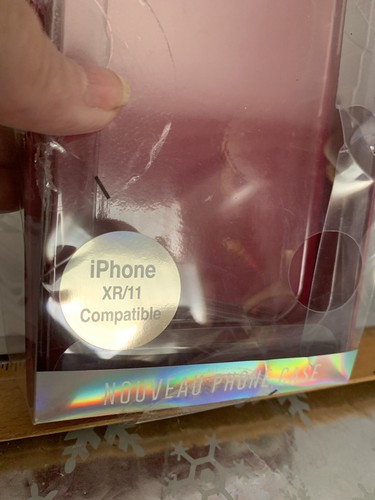 iPhone
XR/11
Compatible
NOUVEAU PHONE CASE